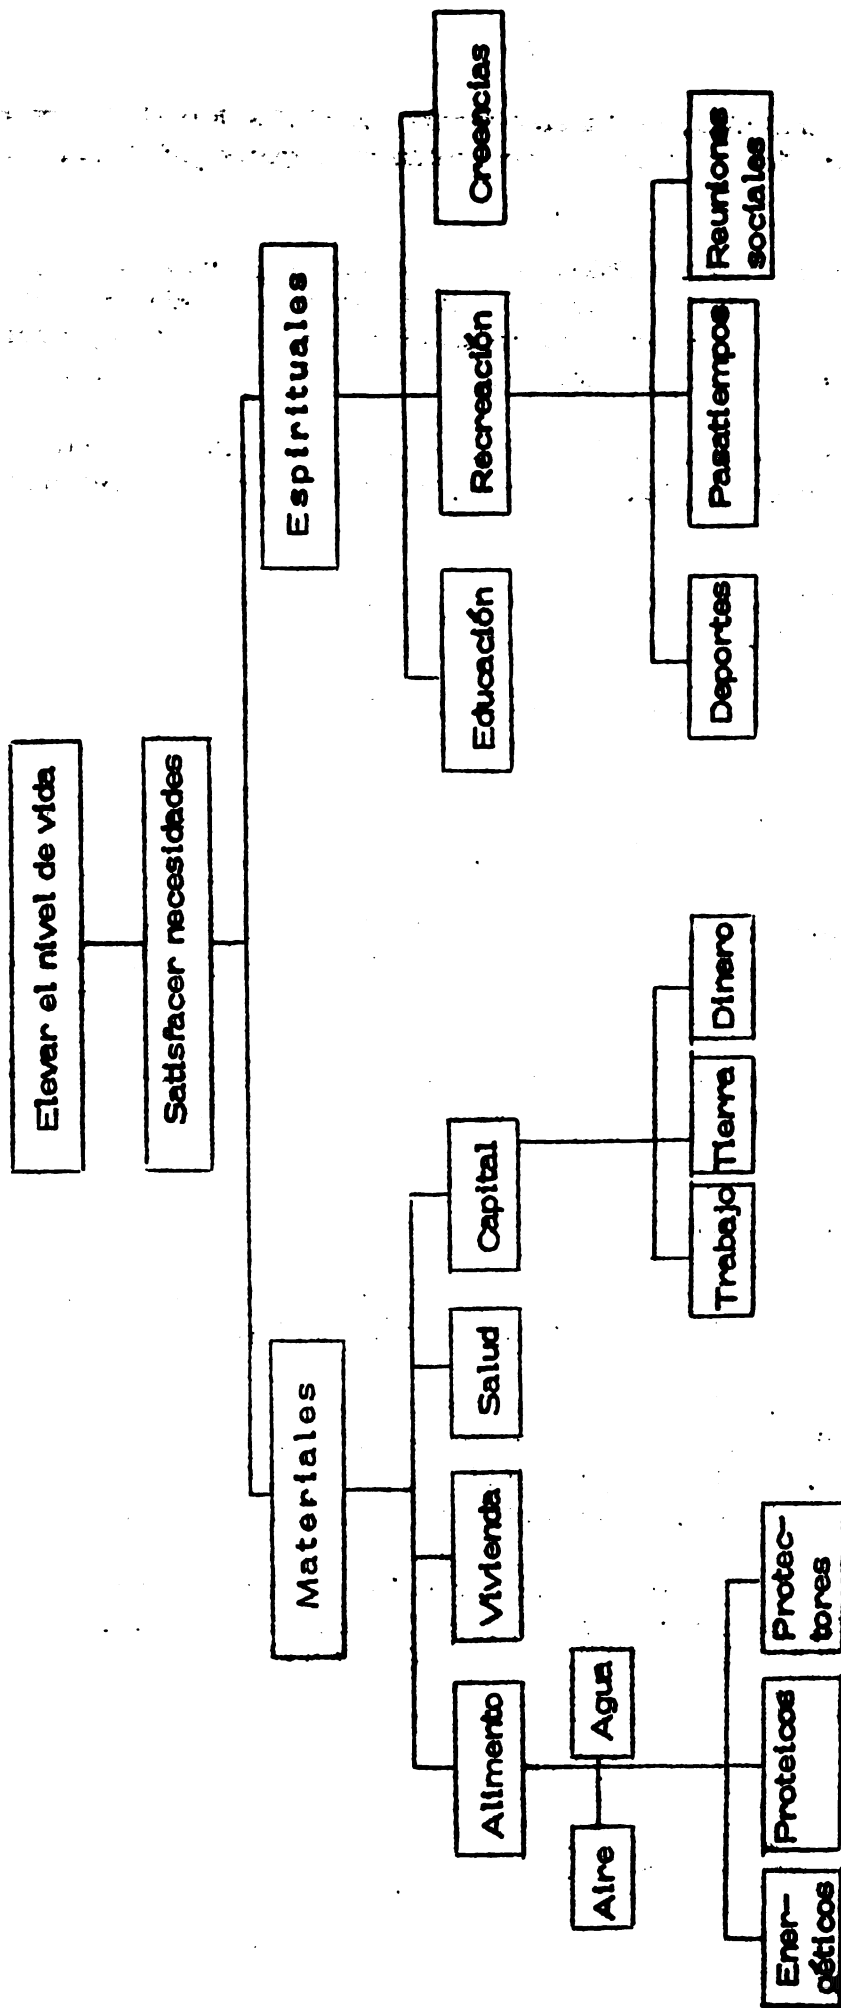 Elevar el nivel de vida
Satisfacer necesidades
Materiales
Espirituales
Alimento
Vivienda
Salud
Capital
Educación
Recreación
Creencias
Aire
Agua
Trabajo
Tierra
Dinero
Deportes
Pasatiempos
Reuniones
sociales
Ener-
géticos
Proteicos
Protec-
tores